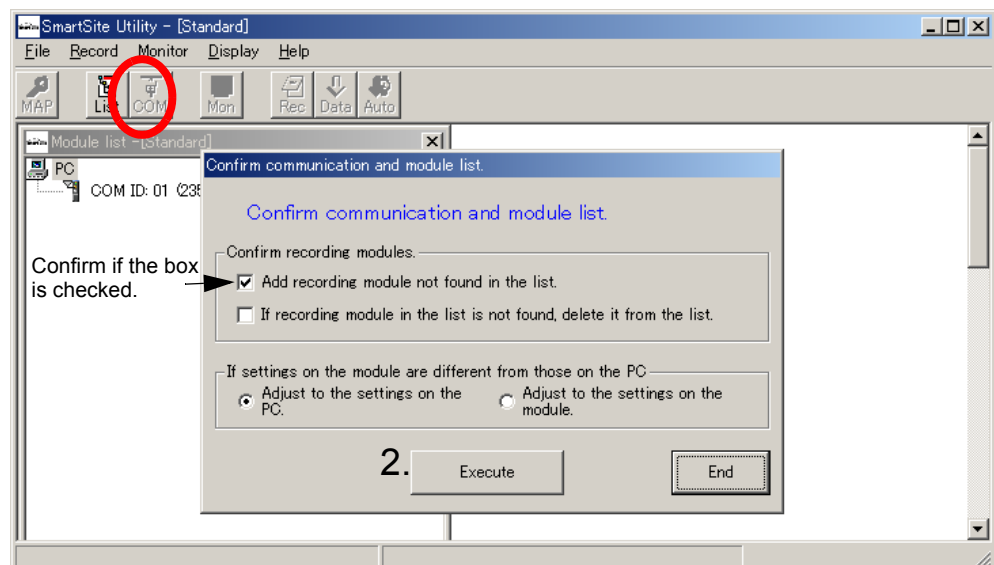 SmartSite Utility - [Standard]
File Record Monitor Display Help
MAP List COM Mon Rec Data Auto
Module list -[Standard]
PC
COM ID: 01 (235
Confirm communication and module list.
Confirm communication and module list.
Confirm recording modules.
Confirm if the box
is checked.
Add recording module not found in the list.
If recording module in the list is not found, delete it from the list.
If settings on the module are different from those on the PC
Adjust to the settings on the
PC.
Adjust to the settings on the
module.
2.
Execute
End